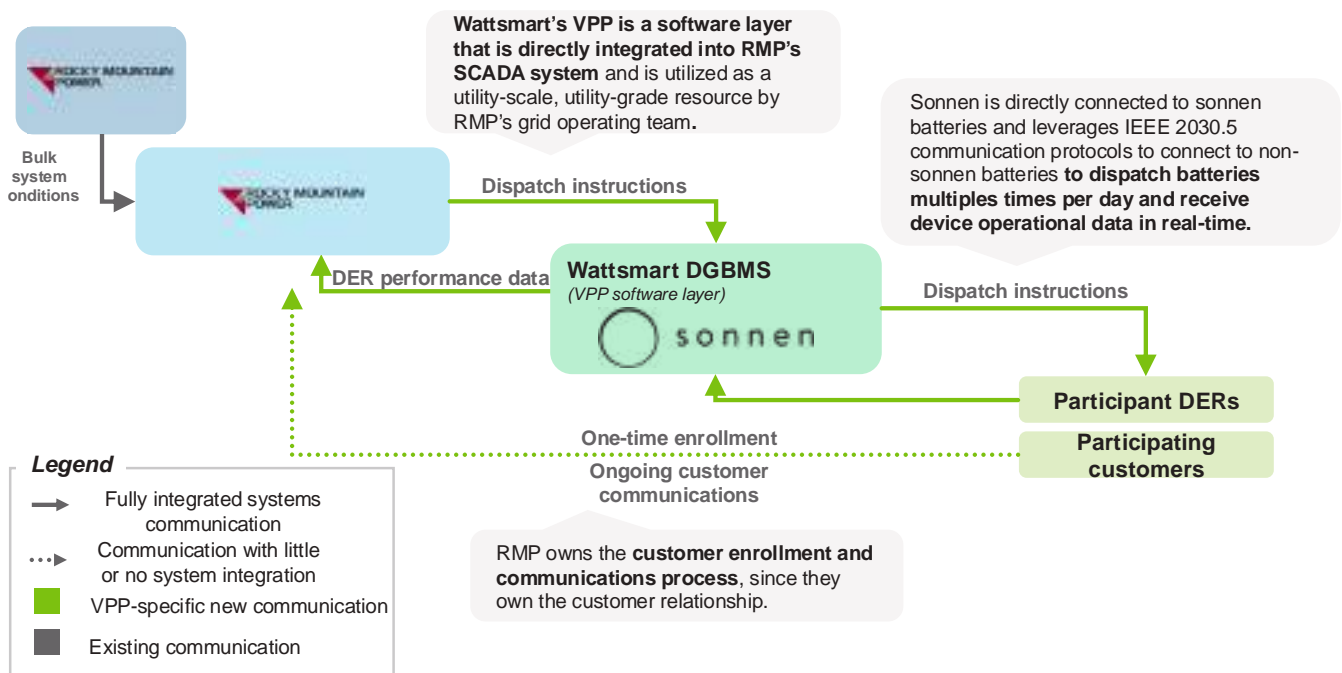 ROCKY MOUNTAIN
POWER
Wattsmart's VPP is a software layer
that is directly integrated into RMP's
SCADA system and is utilized as a
utility-scale, utility-grade resource by
RMP's grid operating team.
Sonnen is directly connected to sonnen
batteries and leverages IEEE 2030.5
communication protocols to connect to non-
sonnen batteries to dispatch batteries
multiples times per day and receive
device operational data in real-time.
Bulk
system
onditions
ROCKY MOUNTAIN
POWER
Dispatch instructions
DER performance data
Wattsmart DGBMS
(VPP software layer)
sonnen
Dispatch instructions
Participant DERs
Participating
customers
One-time enrollment
Ongoing customer
communications
RMP owns the customer enrollment and
communications process, since they
own the customer relationship.
Legend
Fully integrated systems
communication
Communication with little
or no system integration
VPP-specific new communication
Existing communication